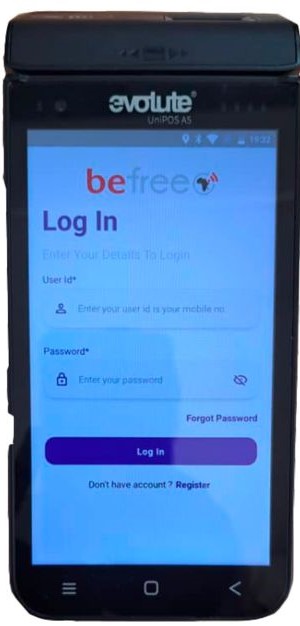 evolute®
UniPOS A5
19:33
befree
Log In
Enter Your Details To Login
User Id*
Enter your user id is your mobile no.
Password*
Enter your password
Forgot Password
Log In
Don't have account ? Register